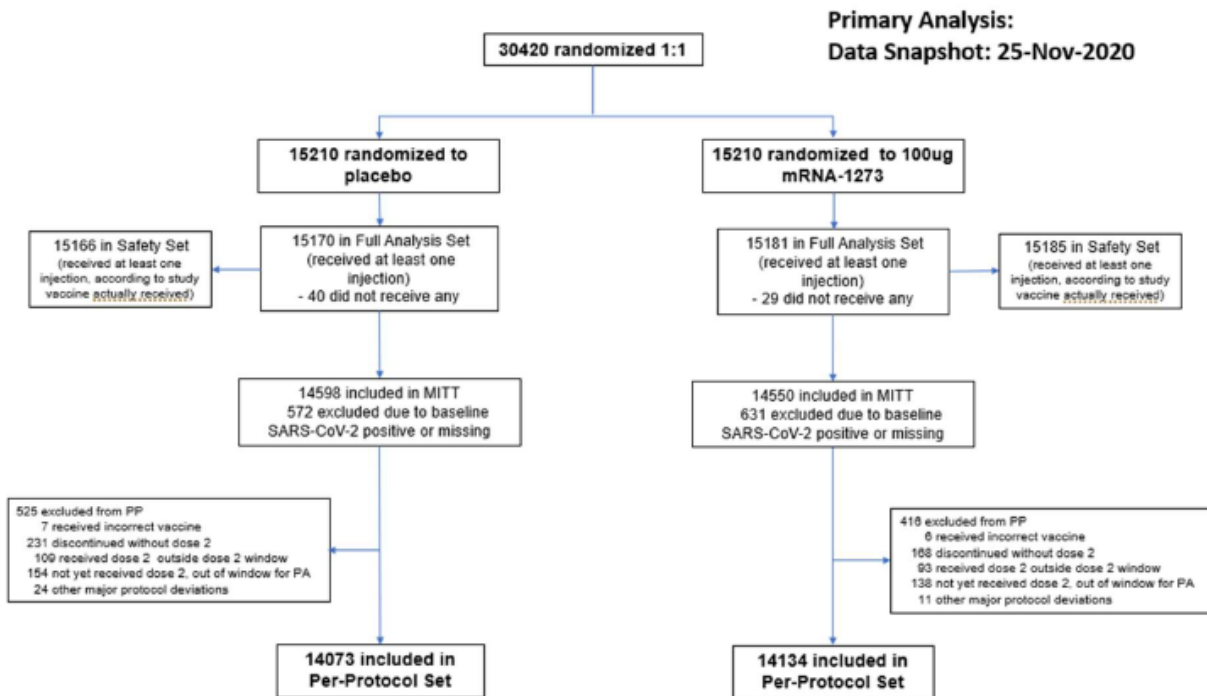 Primary Analysis:
Data Snapshot: 25-Nov-2020
30420 randomized 1:1
15210 randomized to
placebo
15210 randomized to 100ug
mRNA-1273
15166 in Safety Set
(received at least one
injection, according to study
vaccine actually received)
15170 in Full Analysis Set
(received at least one
injection)
- 40 did not receive any
15181 in Full Analysis Set
(received at least one
injection)
- 29 did not receive any
15185 in Safety Set
(received at least one
injection, according to study
vaccine actually received)
14598 included in MITT
572 excluded due to baseline
SARS-CoV-2 positive or missing
14550 included in MITT
631 excluded due to baseline
SARS-CoV-2 positive or missing
525 excluded from PP
7 received incorrect vaccine
231 discontinued without dose 2
109 received dose 2 outside dose 2 window
154 not yet received dose 2, out of window for PA
24 other major protocol deviations
416 excluded from PP
6 received incorrect vaccine
168 discontinued without dose 2
93 received dose 2 outside dose 2 window
138 not yet received dose 2, out of window for PA
11 other major protocol deviations
14073 included in
Per-Protocol Set
14134 included in
Per-Protocol Set